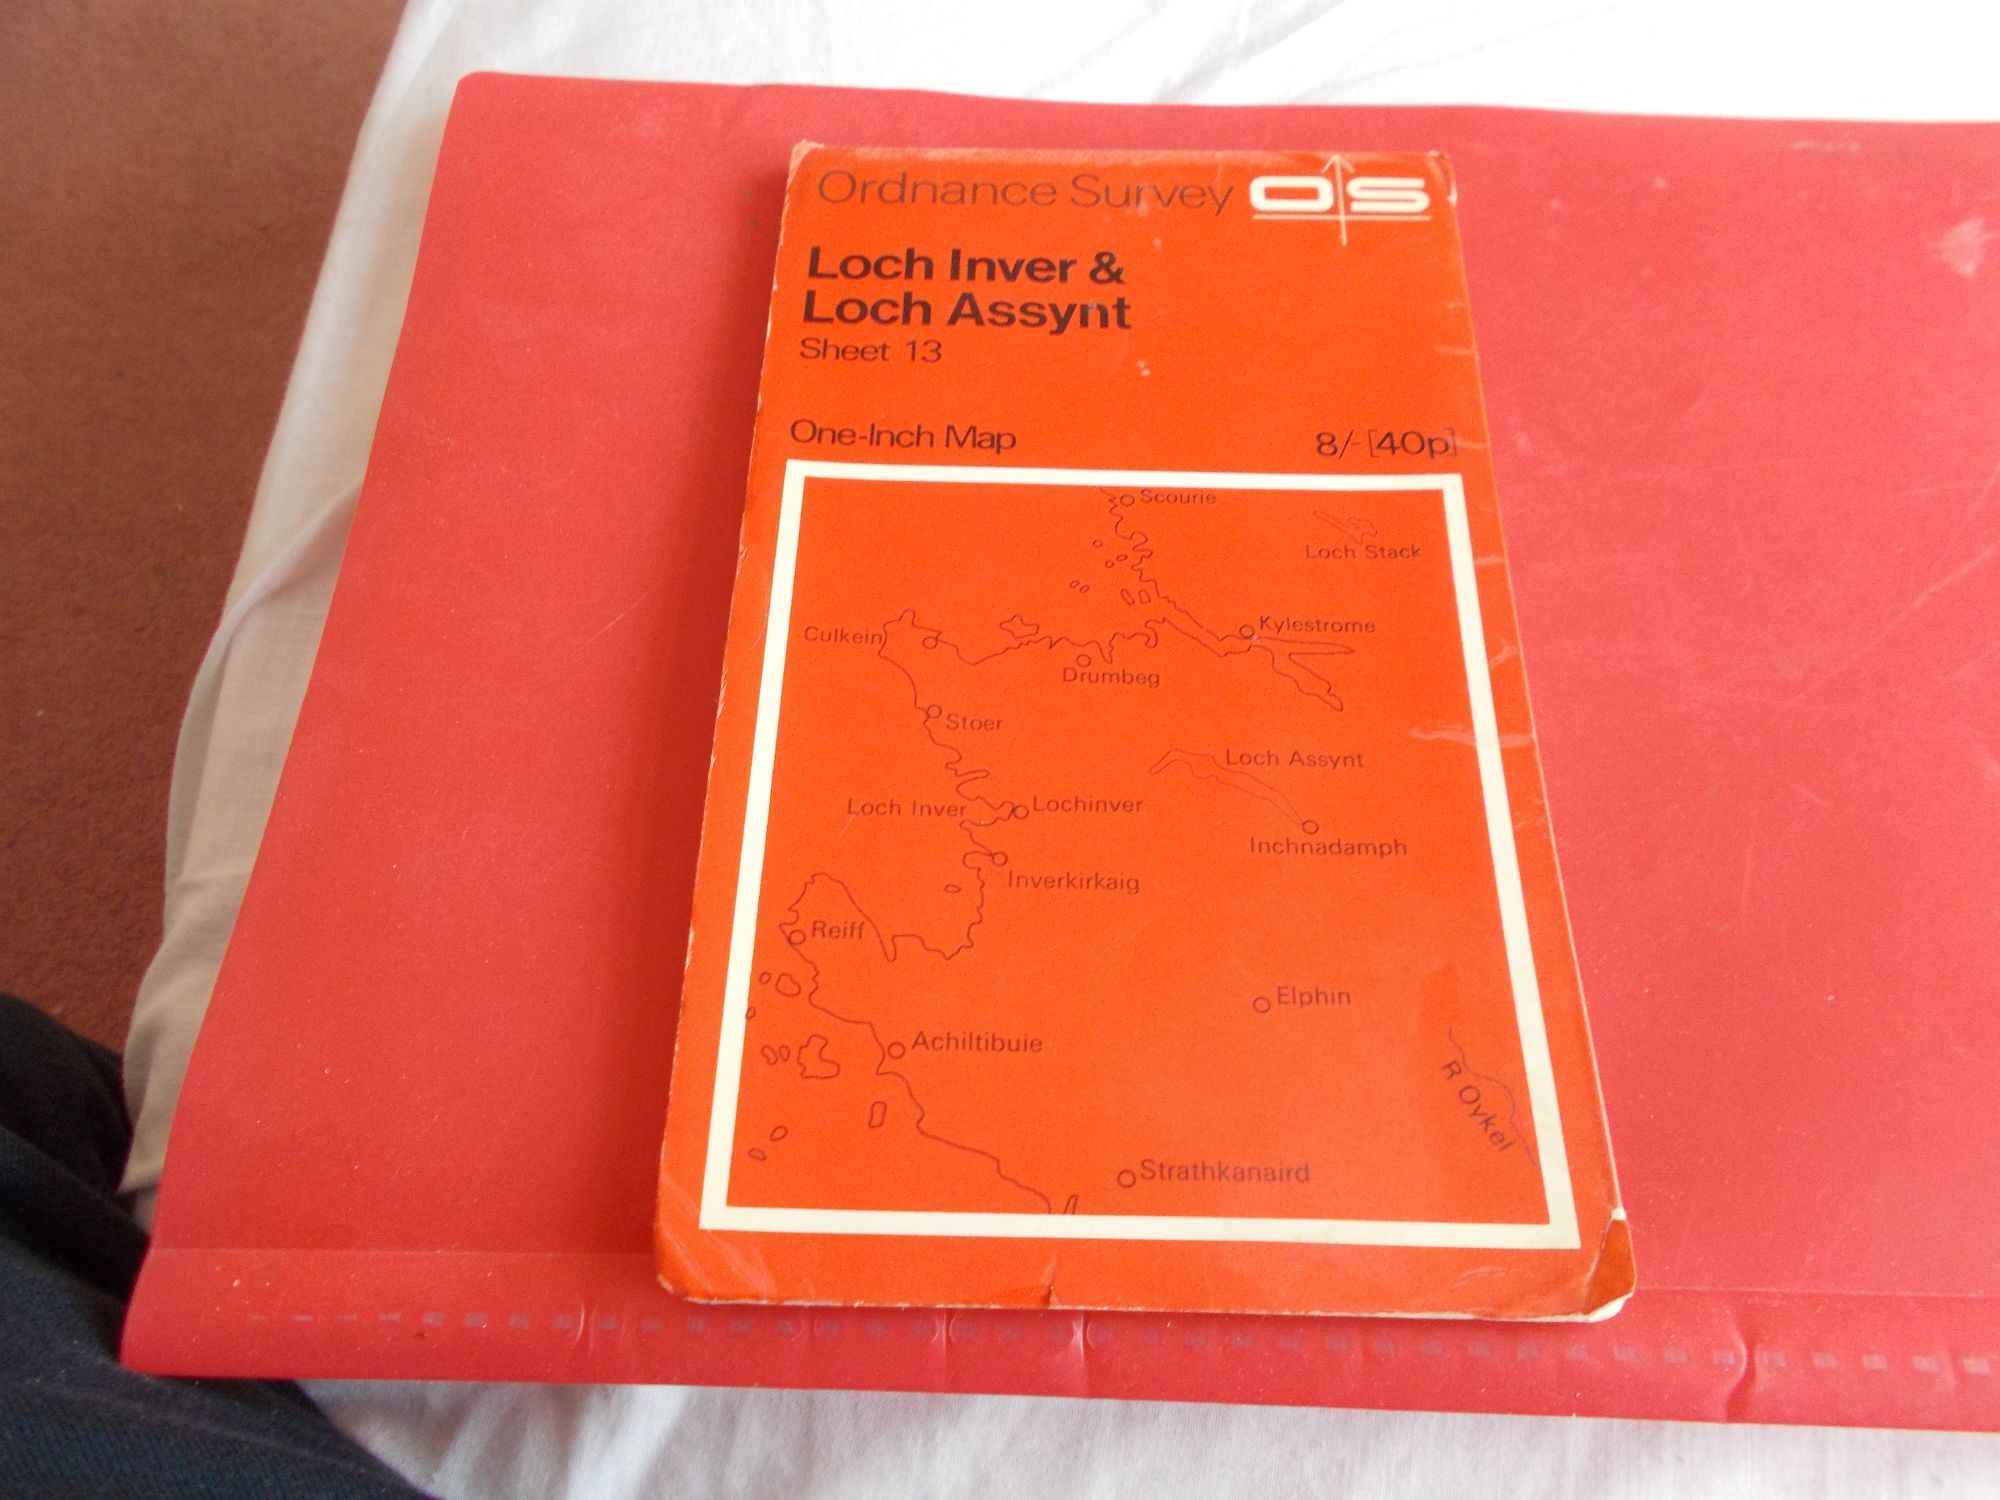 Ordnance Survey OS
Loch Inver &
Loch Assynt
Sheet 13
One-Inch Map 8/- [40p]
Scourie
Loch Stack
Kylestrome
Culkein
Drumbeg
Stoer
Loch Assynt
Loch Inver Lochinver
Inchnadamph
Inverkirkaig
Reiff
Elphin
Achiltibuie
R Oykel
Strathkanaird